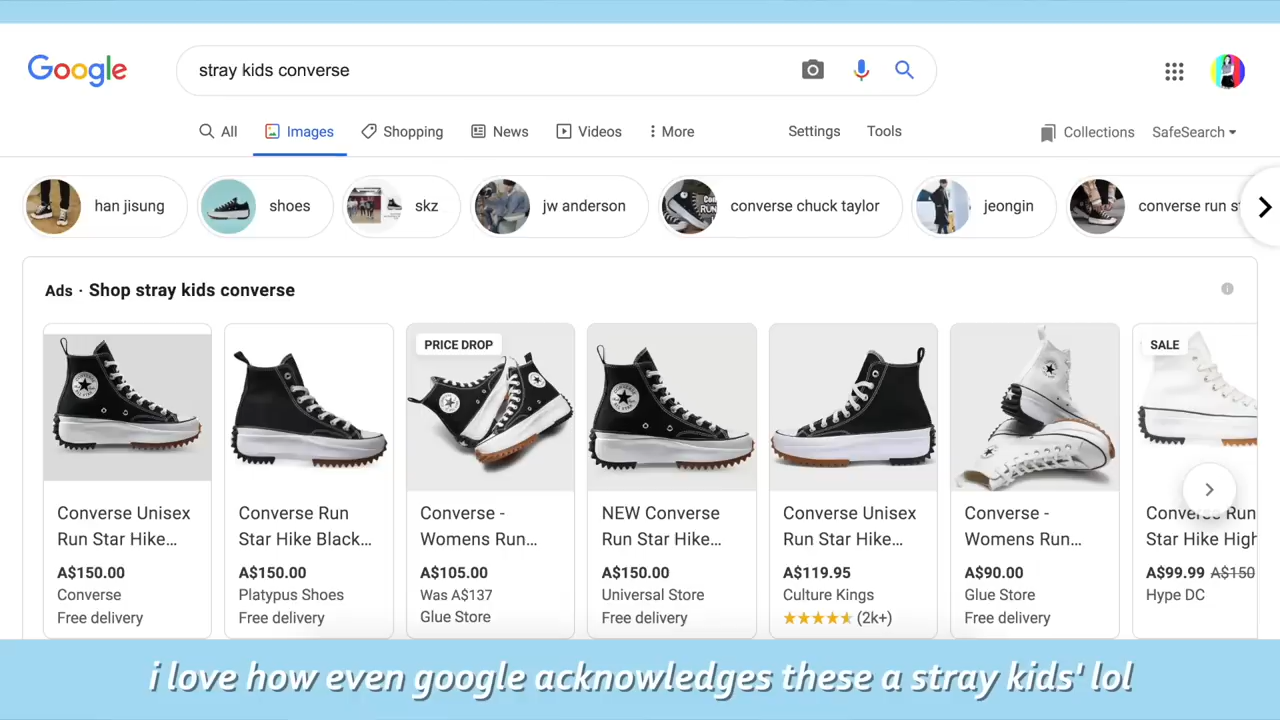 Google
stray kids converse
All
Images
Shopping
News
Videos
More
Settings
Tools
Collections
SafeSearch
han jisung
shoes
skz
jw anderson
converse chuck taylor
jeongin
converse run s
Ads · Shop stray kids converse
PRICE DROP
SALE
Converse Unisex
Run Star Hike...
A$150.00
Converse
Free delivery
Converse Run
Star Hike Black...
A$150.00
Platypus Shoes
Free delivery
Converse -
Womens Run...
A$105.00
Was A$137
Glue Store
NEW Converse
Run Star Hike...
A$150.00
Universal Store
Free delivery
Converse Unisex
Run Star Hike...
A$119.95
Culture Kings
(2k+)
Converse -
Womens Run...
A$90.00
Glue Store
Free delivery
Converse Run
Star Hike High
A$99.99 A$150
Hype DC
i love how even google acknowledges these a stray kids' lol